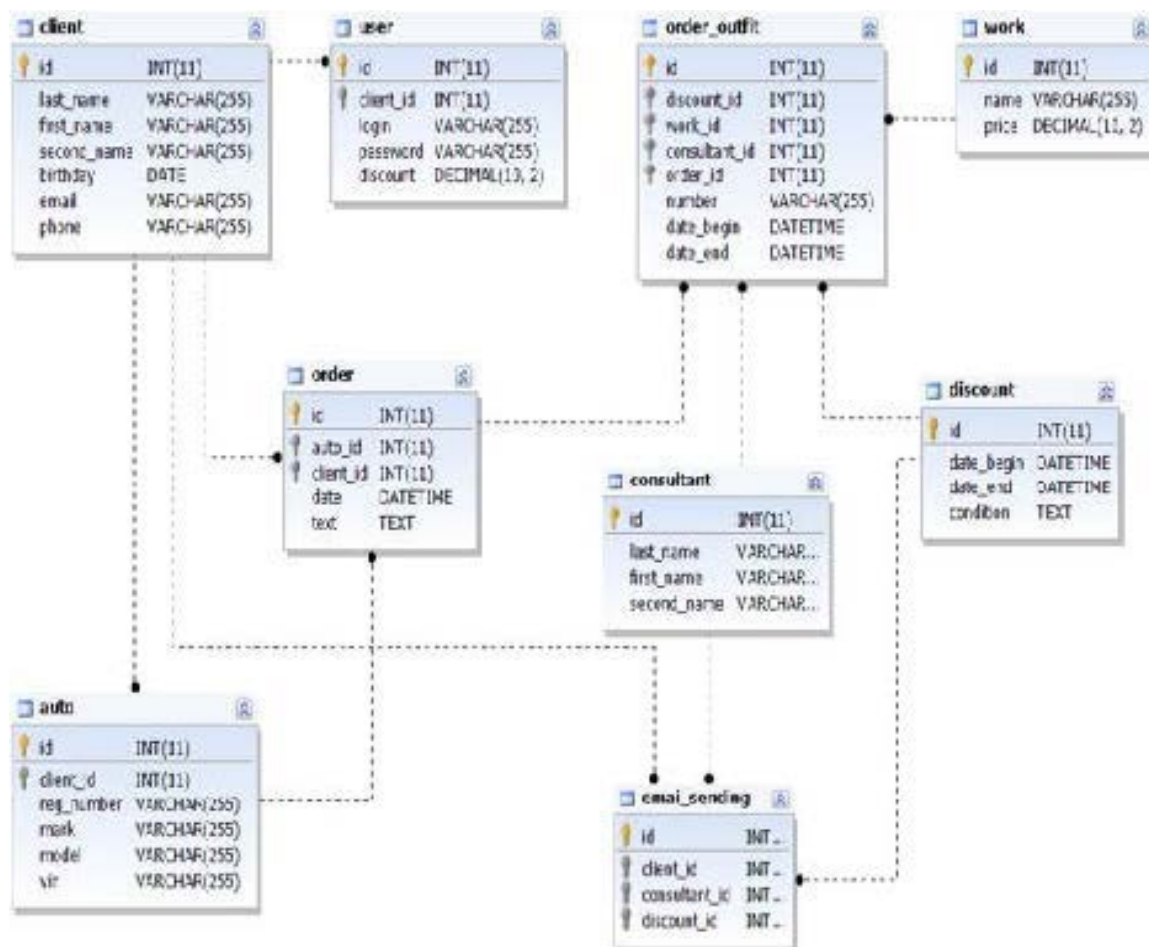 client
id INT(11)
last_name VARCHAR(255)
first_name VARCHAR(255)
second_name VARCHAR(255)
birthday DATE
email VARCHAR(255)
phone VARCHAR(255)
user
id INT(11)
client_id INT(11)
login VARCHAR(255)
password VARCHAR(255)
discount DECIMAL(10, 2)
order_outfit
id INT(11)
discount_id INT(11)
work_id INT(11)
consultant_id INT(11)
order_id INT(11)
number VARCHAR(255)
date_begin DATETIME
date_end DATETIME
work
id INT(11)
name VARCHAR(255)
price DECIMAL(10, 2)
order
id INT(11)
auto_id INT(11)
client_id INT(11)
date DATETIME
text TEXT
discount
id INT(11)
date_begin DATETIME
date_end DATETIME
condition TEXT
consultant
id INT(11)
last_name VARCHAR...
first_name VARCHAR...
second_name VARCHAR...
auto
id INT(11)
client_id INT(11)
reg_number VARCHAR(255)
mark VARCHAR(255)
model VARCHAR(255)
vin VARCHAR(255)
emai_sending
id INT...
client_id INT...
consultant_id INT...
discount_id INT...